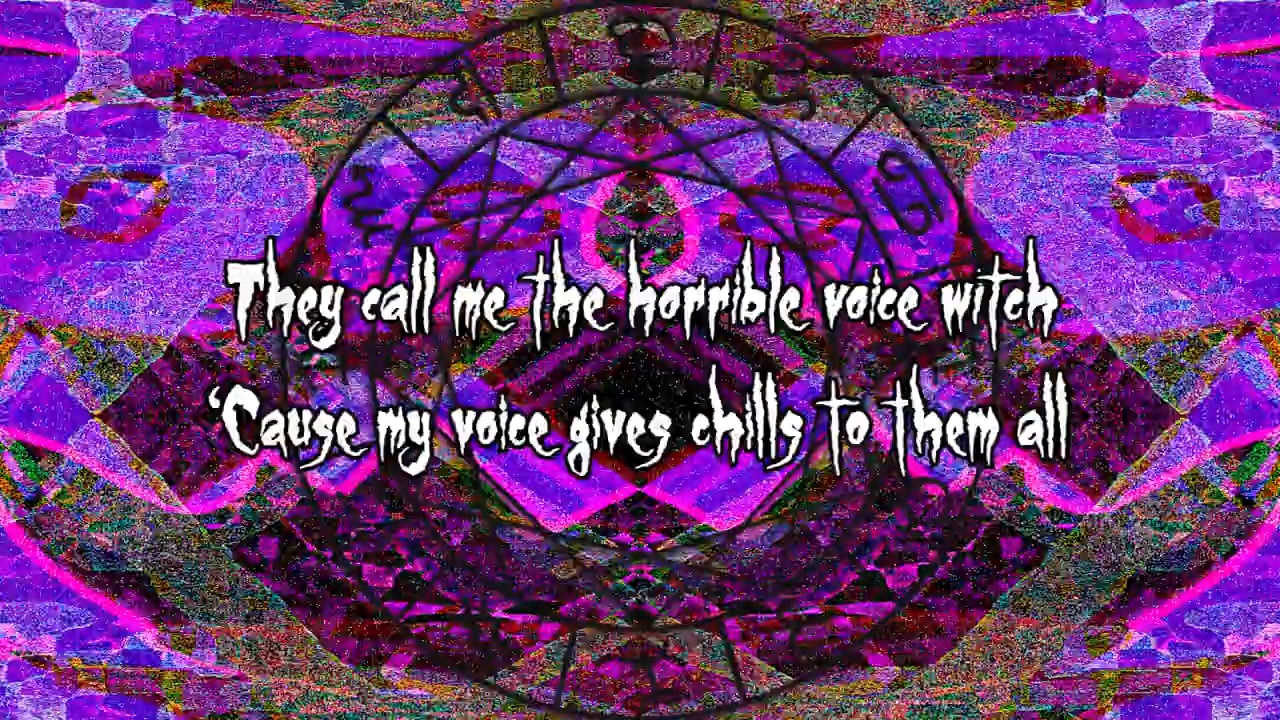 They call me the horrible voice witch
‘Cause my voice gives chills to them all